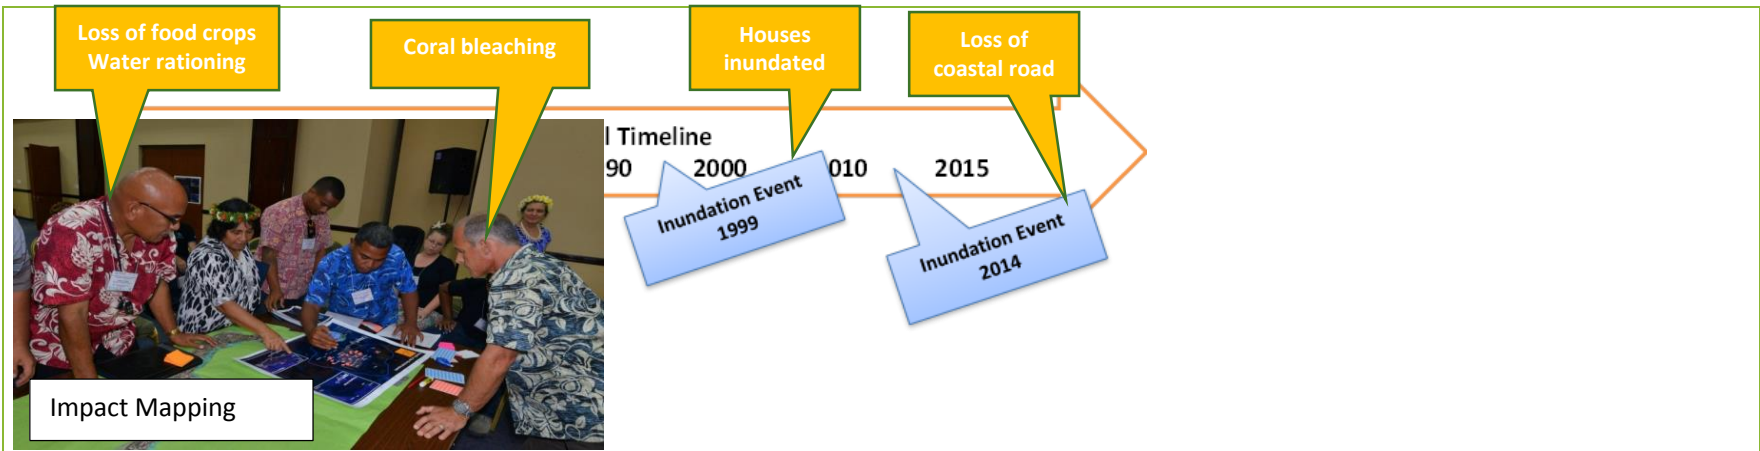 Loss of food crops
Water rationing
Coral bleaching
Houses
inundated
Loss of
coastal road
l Timeline
90 2000 010 2015
Inundation Event
1999
Inundation Event
2014
Impact Mapping